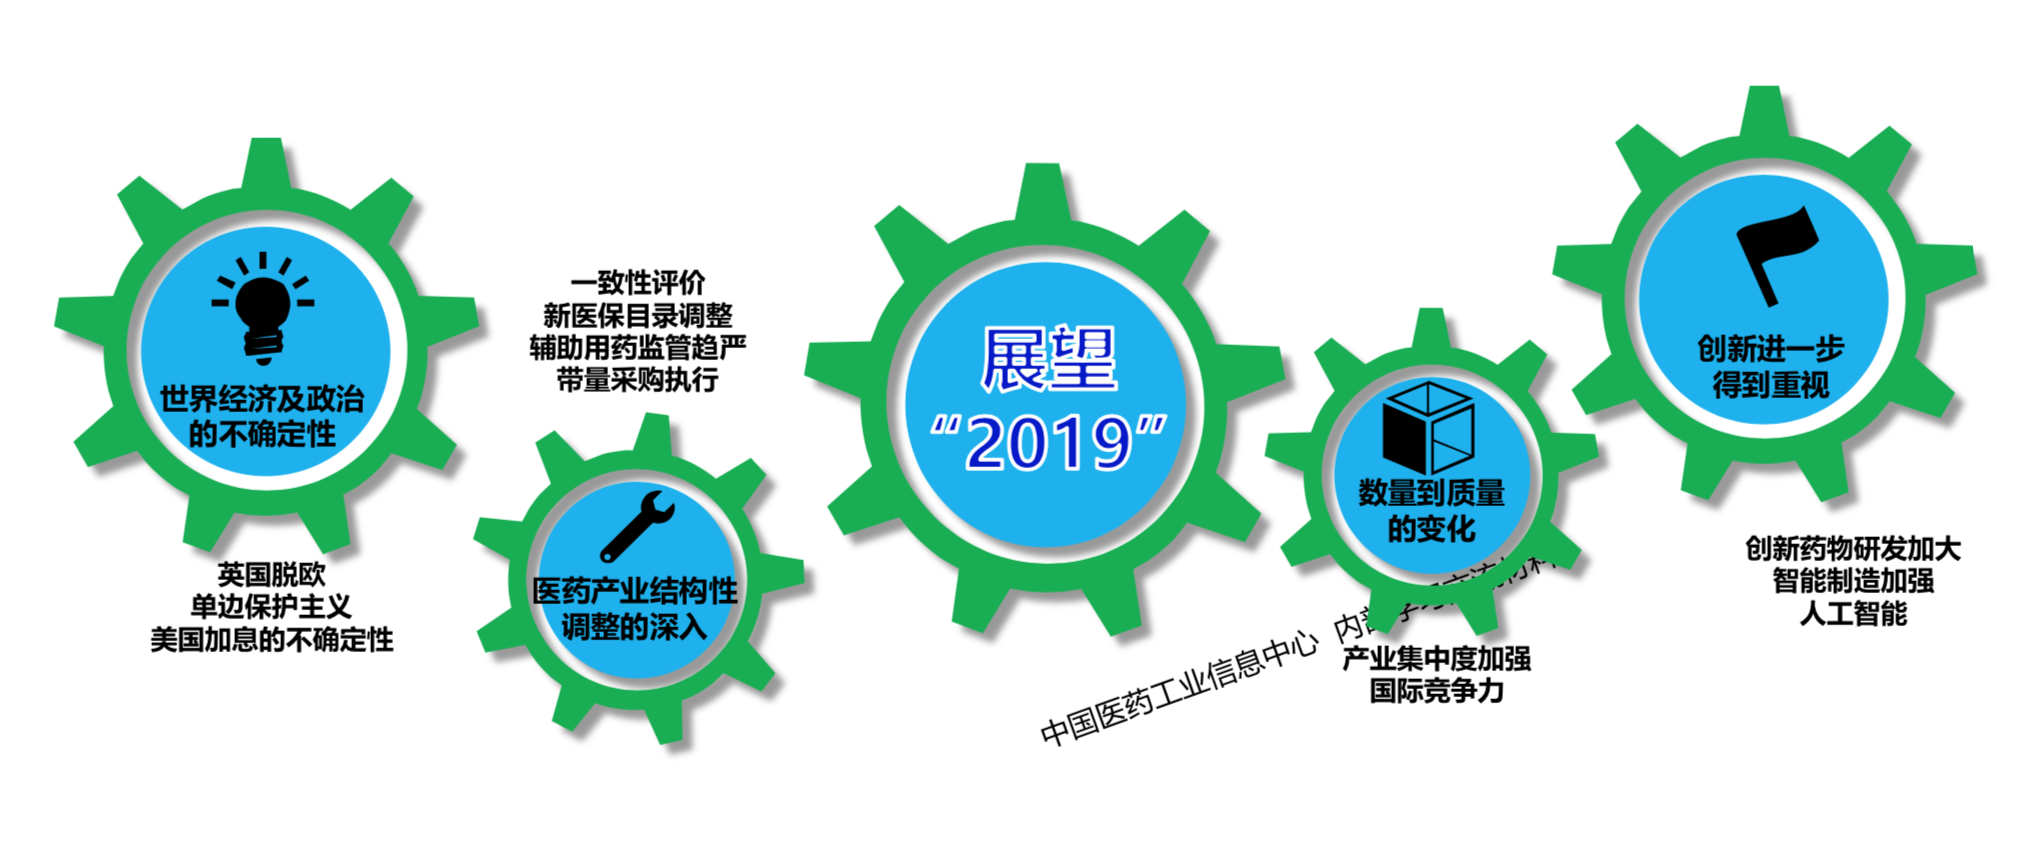 世界经济及政治
的不确定性
英国脱欧
单边保护主义
美国加息的不确定性
一致性评价
新医保目录调整
辅助用药监管趋严
带量采购执行
医药产业结构性
调整的深入
展望
“2019”
数量到质量
的变化
产业集中度加强
国际竞争力
创新进一步
得到重视
创新药物研发加大
智能制造加强
人工智能
中国医药工业信息中心 内部学习交流材料